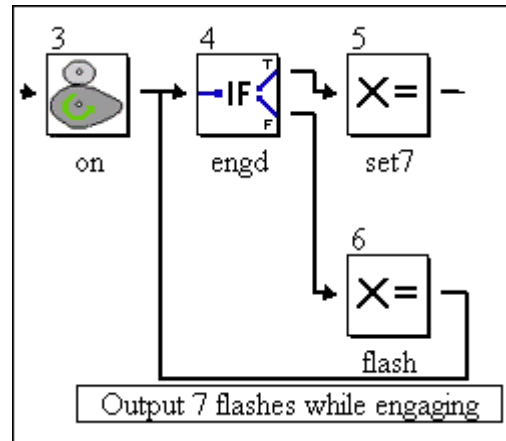 3 4 5
IF T F
X= 
on engd set7
6
X=
flash
Output 7 flashes while engaging